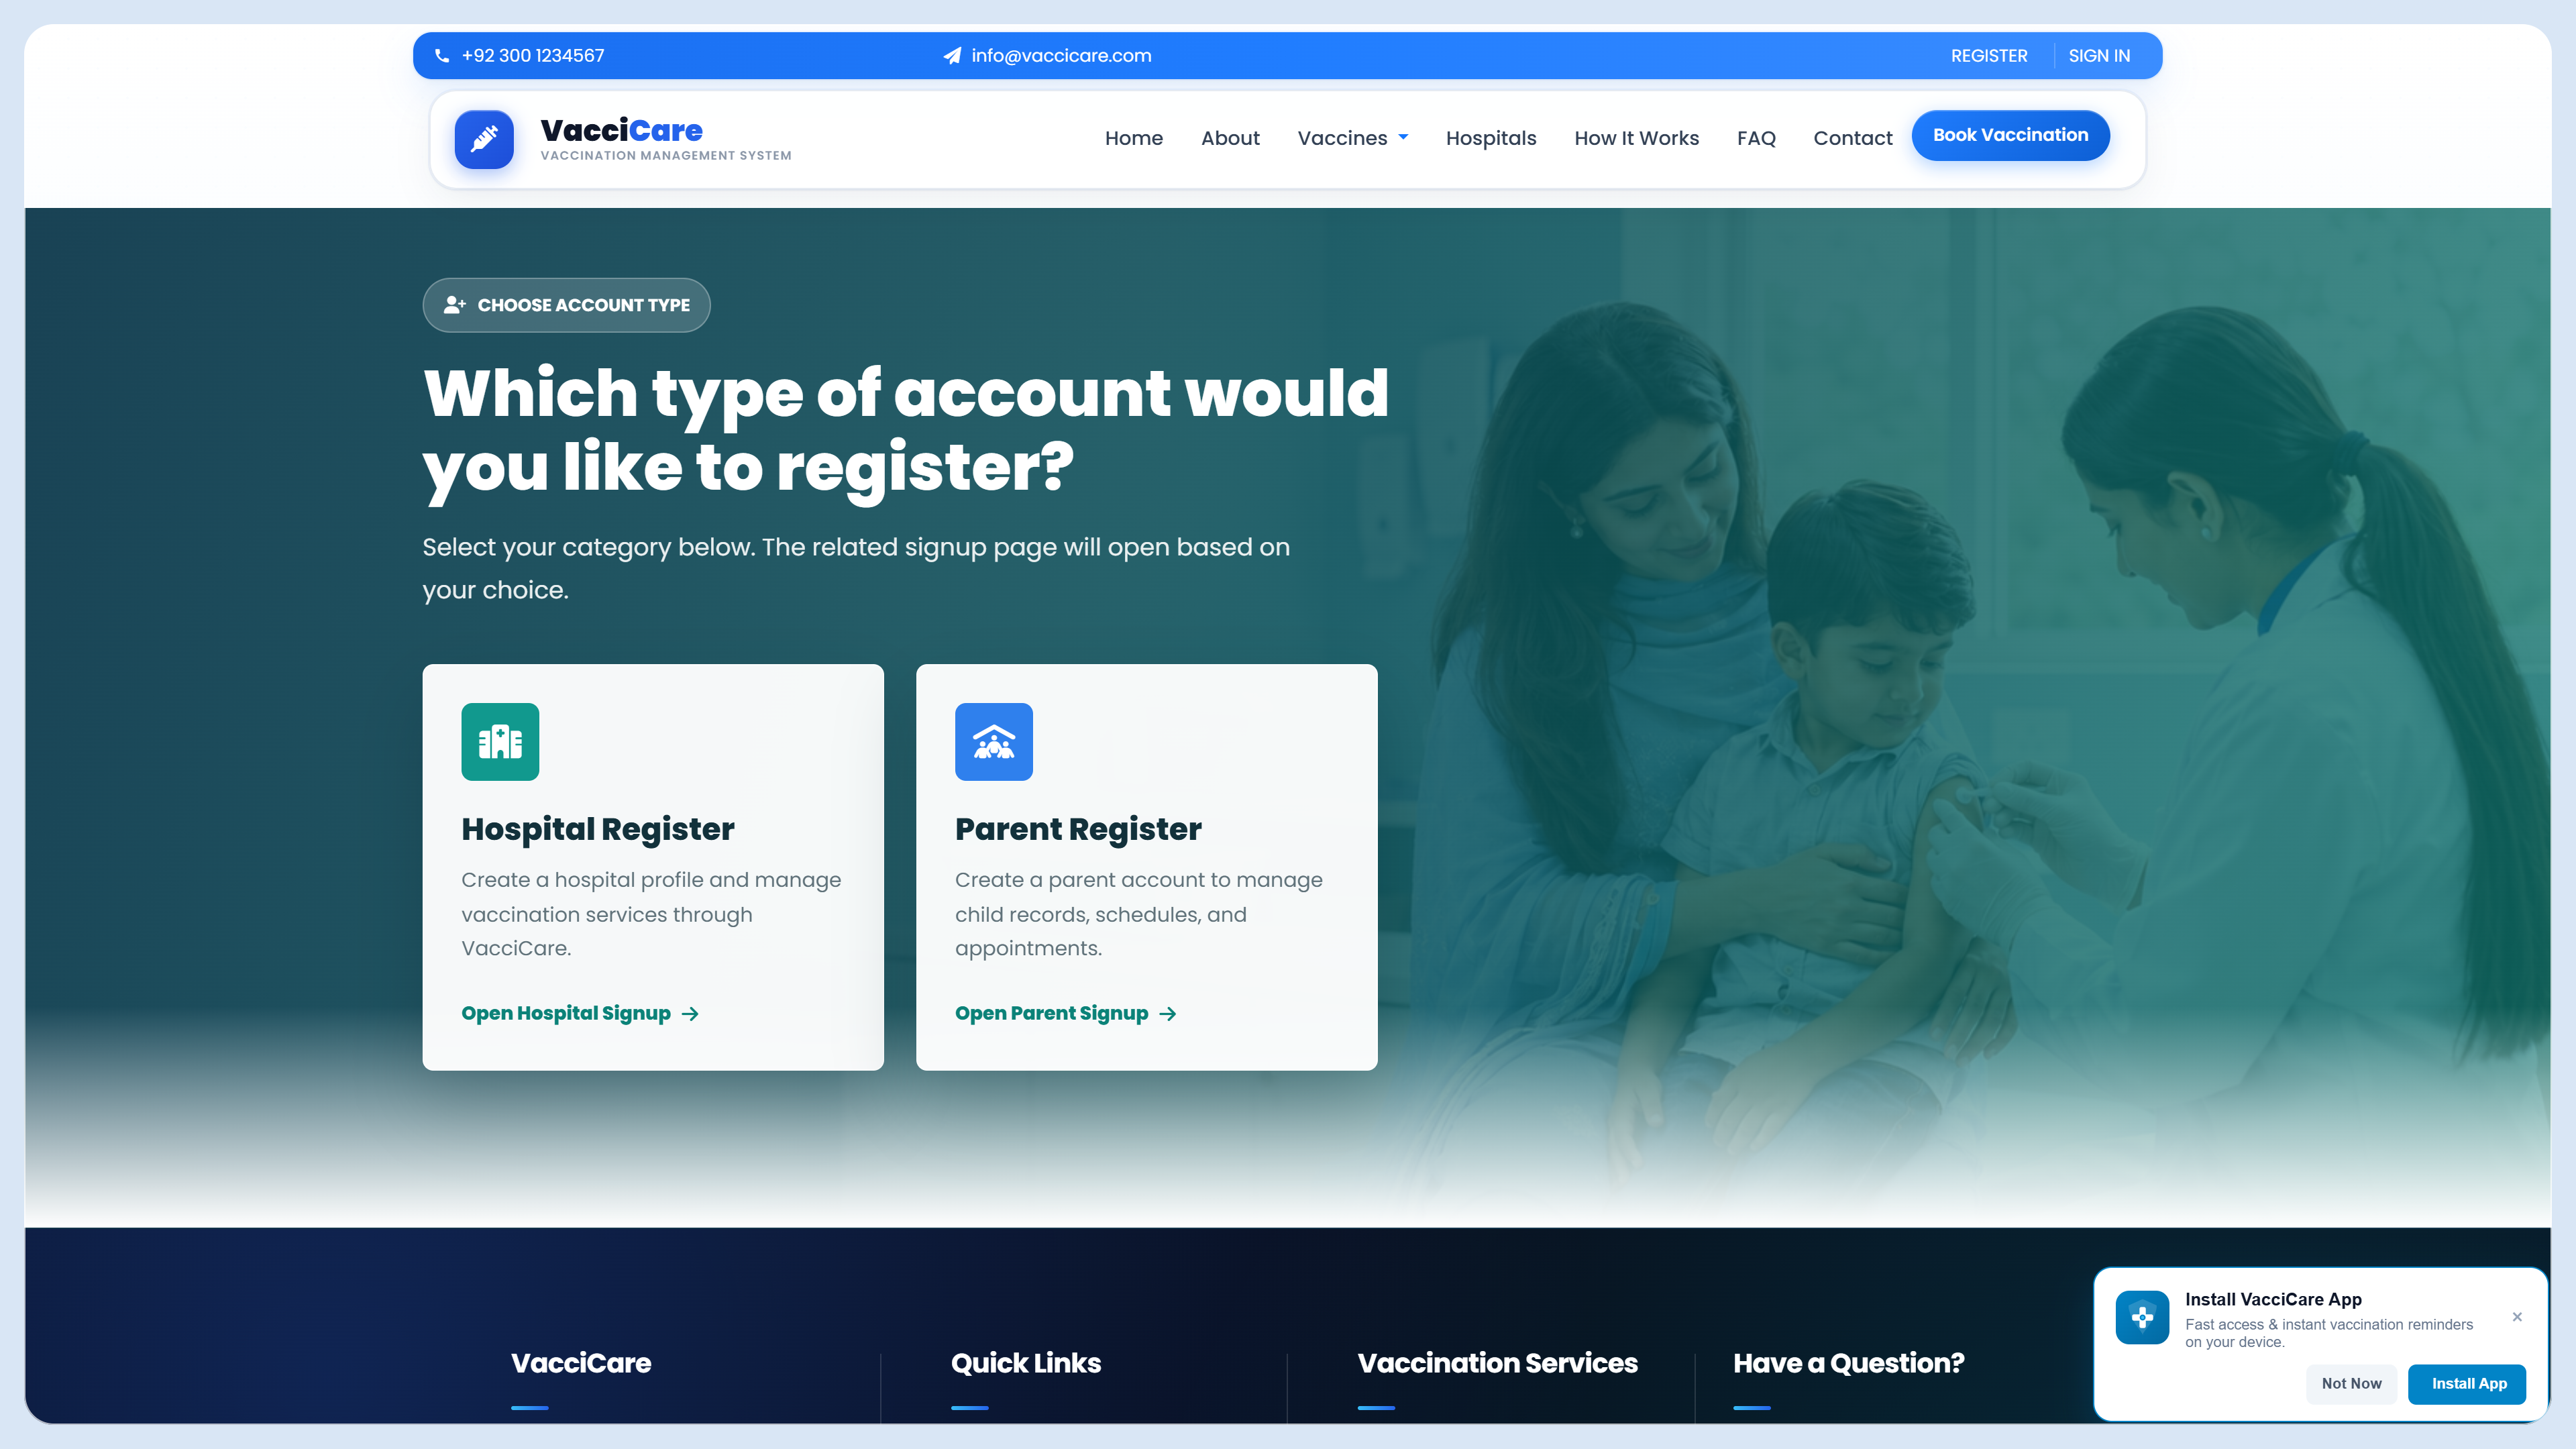 +92 300 1234567
info@vaccicare.com
REGISTER
SIGN IN
VacciCare
VACCINATION MANAGEMENT SYSTEM
Home
About
Vaccines
Hospitals
How It Works
FAQ
Contact
Book Vaccination
CHOOSE ACCOUNT TYPE
Which type of account would
you like to register?
Select your category below. The related signup page will open based on
your choice.
Hospital Register
Create a hospital profile and manage
vaccination services through
VacciCare.
Open Hospital Signup →
Parent Register
Create a parent account to manage
child records, schedules, and
appointments.
Open Parent Signup →
VacciCare
Quick Links
Vaccination Services
Have a Question?
Install VacciCare App
Fast access & instant vaccination reminders
on your device.
×
Not Now
Install App